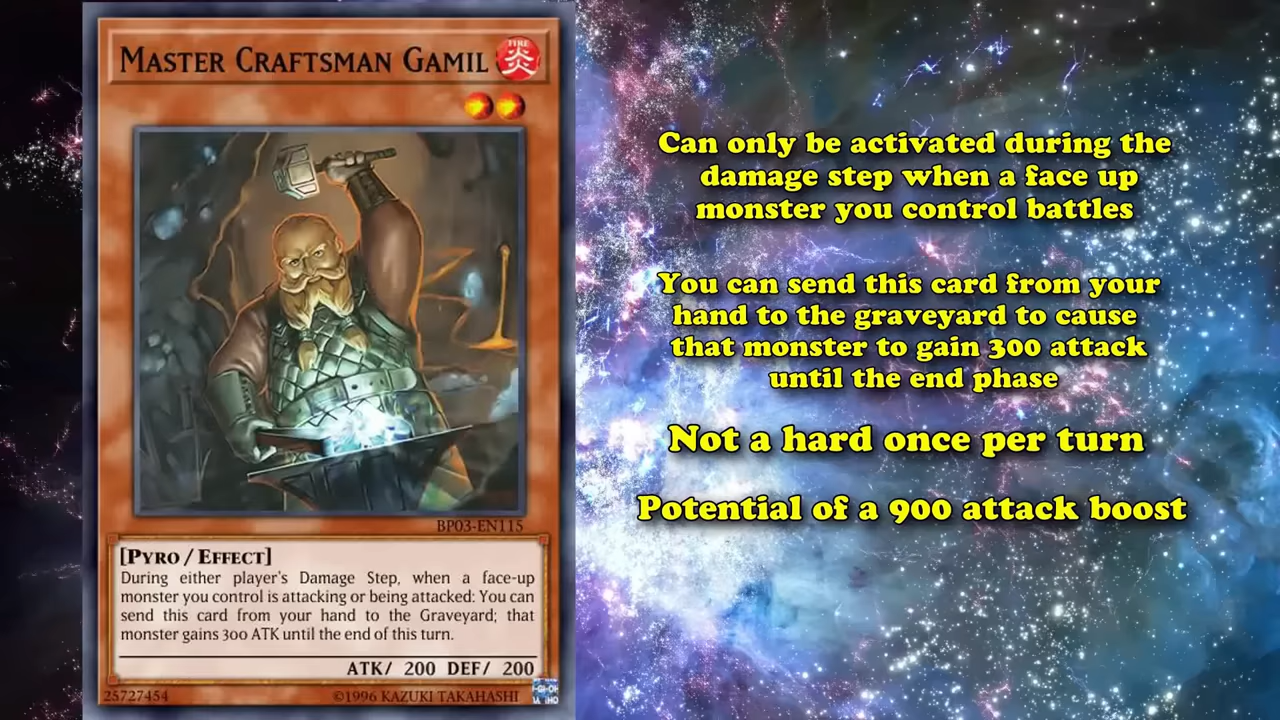 MASTER CRAFTSMAN GAMIL
FIRE
炎
BP03-EN115
[PYRO / EFFECT]
During either player's Damage Step, when a face-up
monster you control is attacking or being attacked: You can
send this card from your hand to the Graveyard; that
monster gains 300 ATK until the end of this turn.
ATK/ 200 DEF/ 200
25727454
©1996 KAZUKI TAKAHASHI
Can only be activated during the
damage step when a face up
monster you control battles
You can send this card from your
hand to the graveyard to cause
that monster to gain 300 attack
until the end phase
Not a hard once per turn
Potential of a 900 attack boost